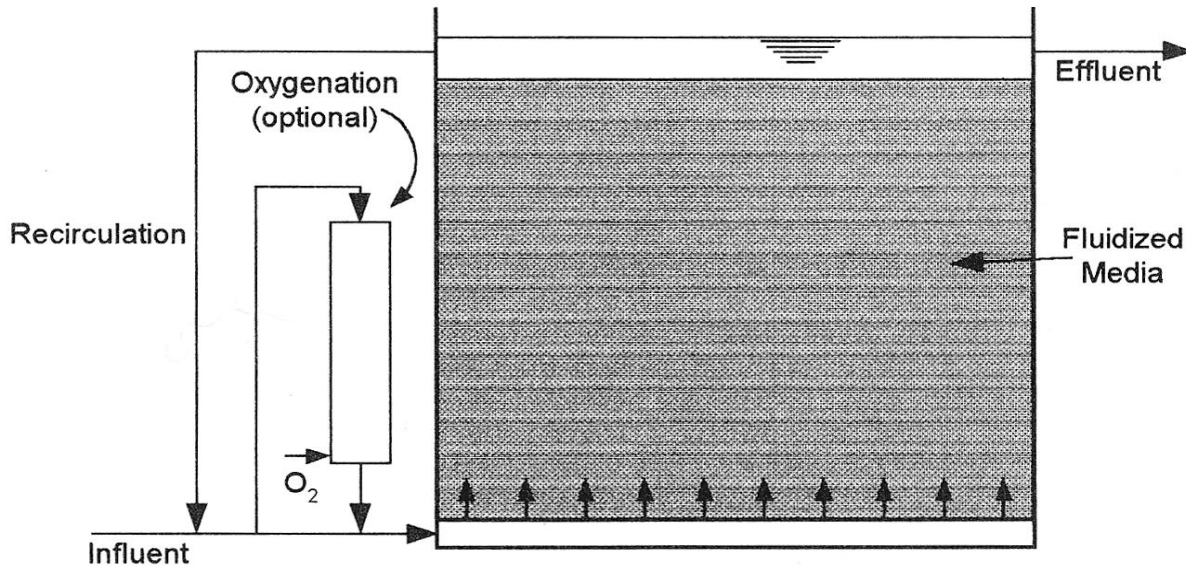 Oxygenation
(optional)
Effluent
Recirculation
Fluidized
Media
O₂
Influent